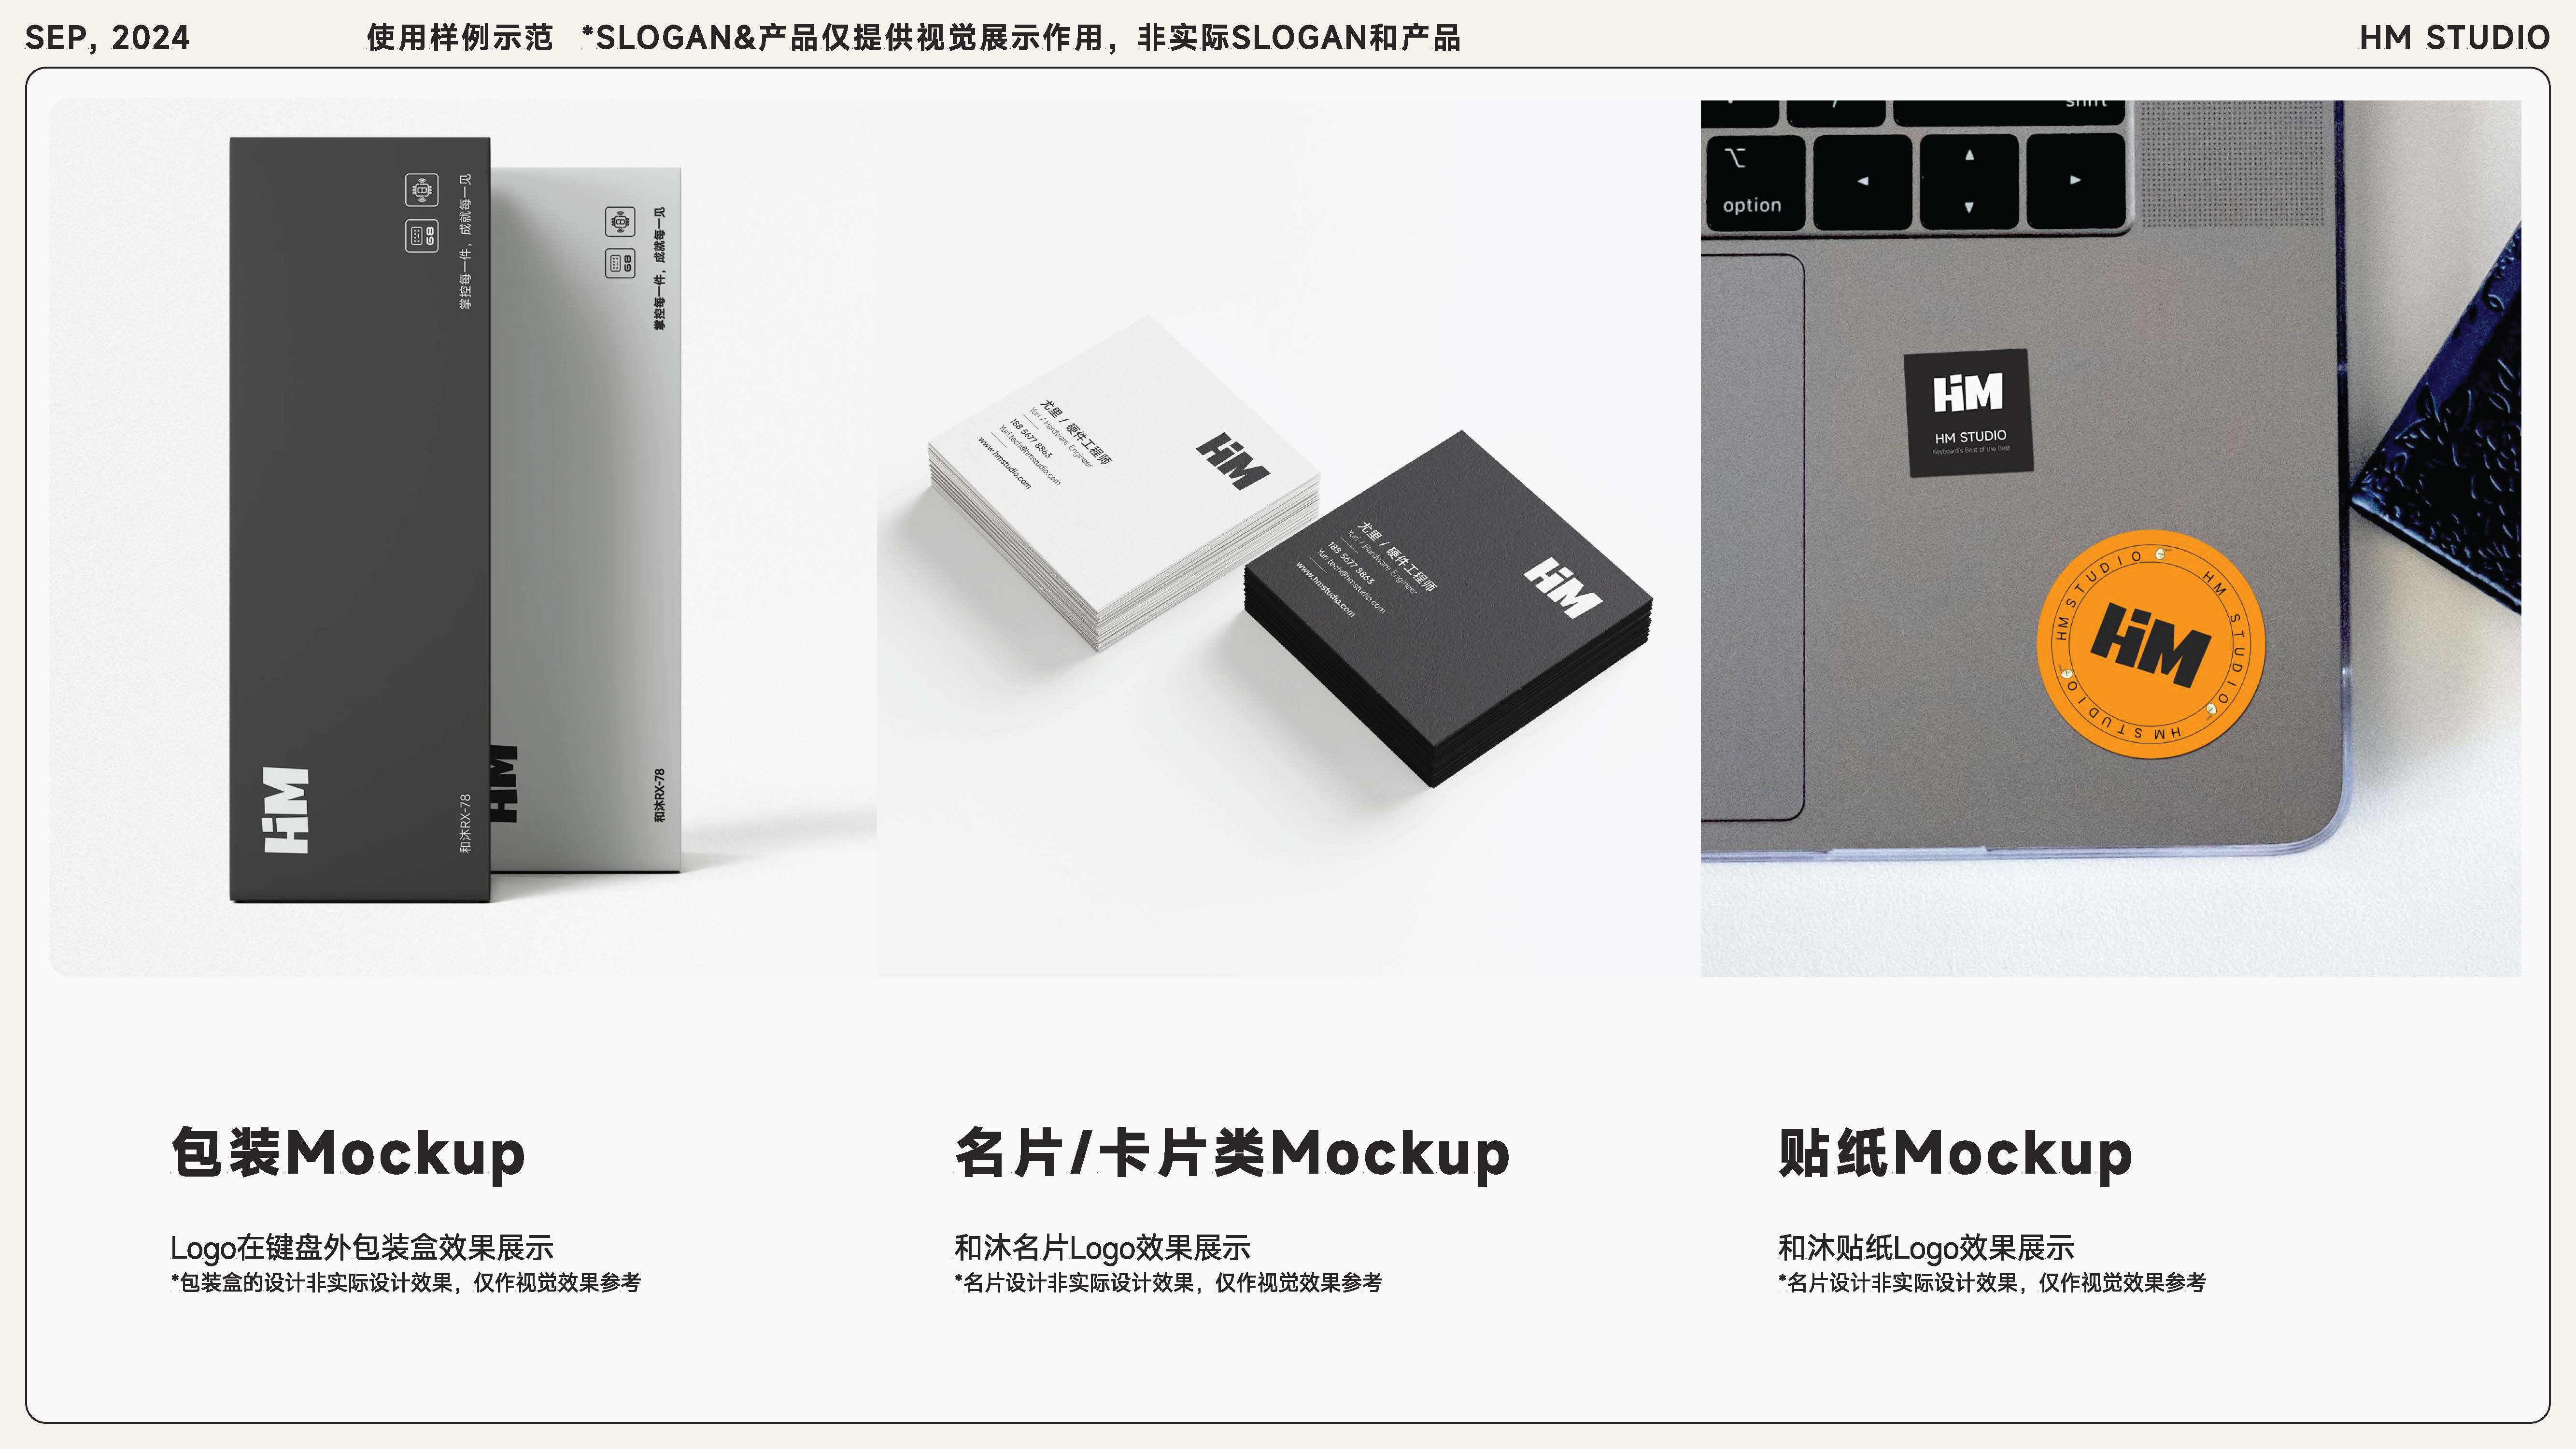 SEP, 2024
使用样例示范 *SLOGAN&产品仅提供视觉展示作用，非实际SLOGAN和产品
HM STUDIO
掌控每一件，成就每一见
68
HM
和沐RX-78
掌控每一件，成就每一见
68
HM
和沐RX-78
尤里 / 硬件工程师
Yuri / Hardware Engineer
188 5677 8863
Yuri.tech@hmstudio.com
www.hmstudio.com
HM
尤里 / 硬件工程师
Yuri / Hardware Engineer
188 5677 8863
Yuri.tech@hmstudio.com
www.hmstudio.com
HM
shift
option
HM
HM STUDIO
Keyboard's Best of the Best
HM STUDIO
HM STUDIO
HM STUDIO
HM
包装Mockup
Logo在键盘外包装盒效果展示
*包装盒的设计非实际设计效果，仅作视觉效果参考
名片/卡片类Mockup
和沐名片Logo效果展示
*名片设计非实际设计效果，仅作视觉效果参考
贴纸Mockup
和沐贴纸Logo效果展示
*名片设计非实际设计效果，仅作视觉效果参考